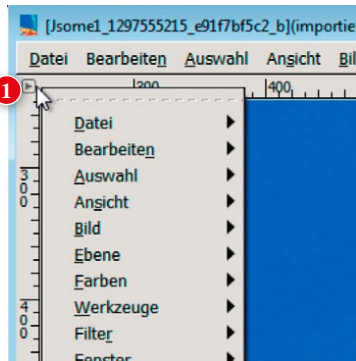 [Jsome1_1297555215_e91f7bf5c2_b](importie
Datei Bearbeiten Auswahl Ansicht Bil
1
300 400
Datei
Bearbeiten
Auswahl
Ansicht
300
Bild
Ebene
Farben
Werkzeuge
400
Filter
Fenster